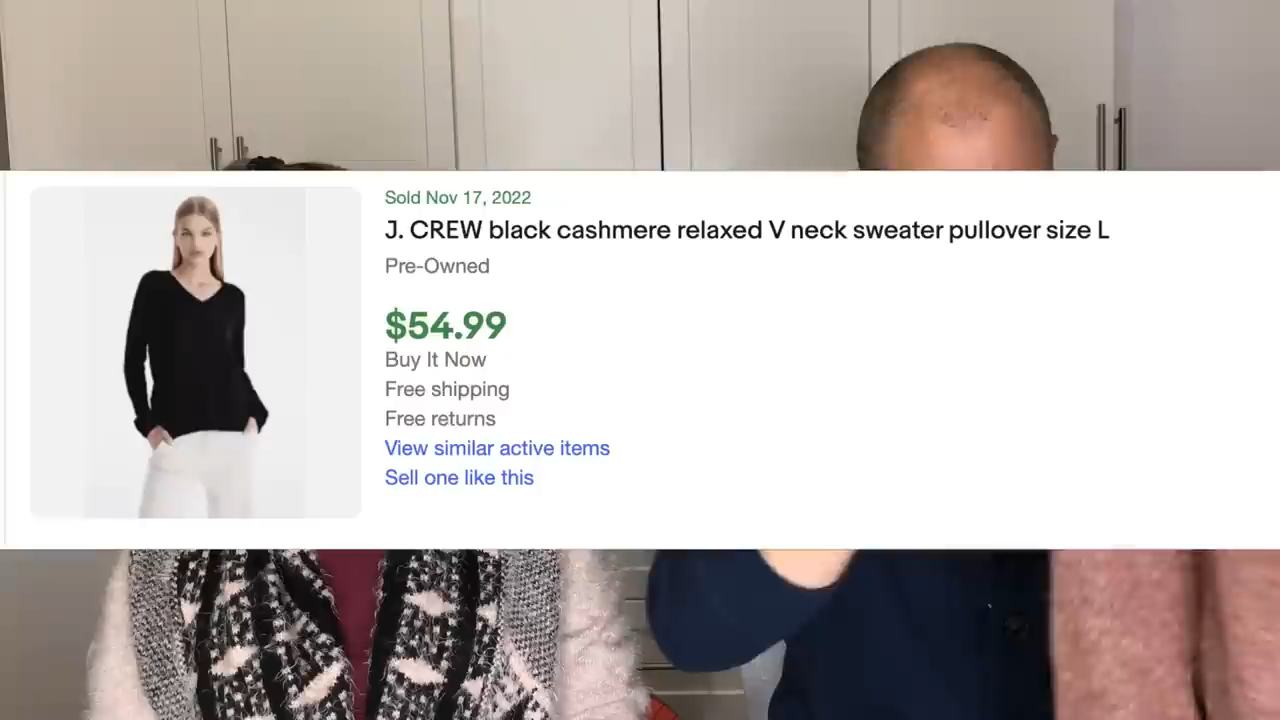 Sold Nov 17, 2022
J. CREW black cashmere relaxed V neck sweater pullover size L
Pre-Owned
$54.99
Buy It Now
Free shipping
Free returns
View similar active items
Sell one like this